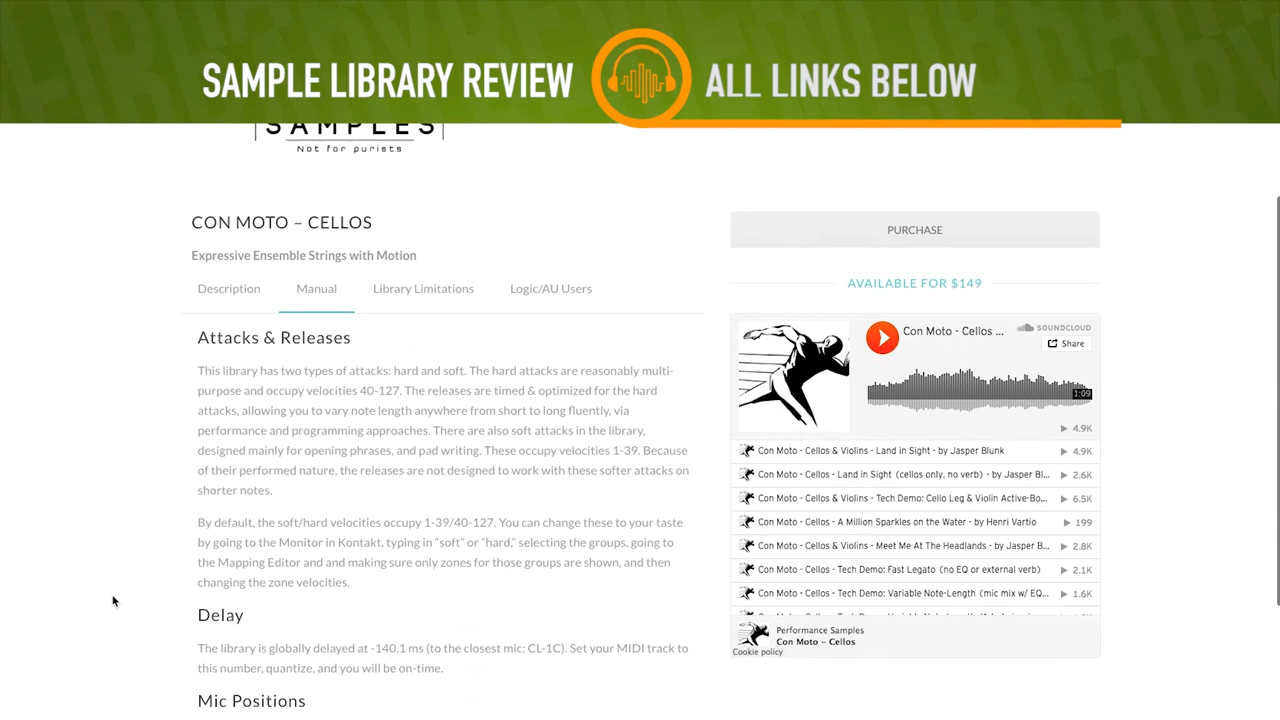 SAMPLE LIBRARY REVIEW ALL LINKS BELOW
SAMPLES
Not for purists
CON MOTO – CELLOS
Expressive Ensemble Strings with Motion
Description Manual Library Limitations Logic/AU Users
Attacks & Releases
This library has two types of attacks: hard and soft. The hard attacks are reasonably multi-
purpose and occupy velocities 40-127. The releases are timed & optimized for the hard
attacks, allowing you to vary note length anywhere from short to long fluently, via
performance and programming approaches. There are also soft attacks in the library,
designed mainly for opening phrases, and pad writing. These occupy velocities 1-39. Because
of their performed nature, the releases are not designed to work with these softer attacks on
shorter notes.
By default, the soft/hard velocities occupy 1-39/40-127. You can change these to your taste
by going to the Monitor in Kontakt, typing in “soft” or “hard,” selecting the groups, going to
the Mapping Editor and and making sure only zones for those groups are shown, and then
changing the zone velocities.
Delay
The library is globally delayed at -140.1 ms (to the closest mic: CL-1C). Set your MIDI track to
this number, quantize, and you will be on-time.
Mic Positions
PURCHASE
AVAILABLE FOR $149
Con Moto - Cellos ...
SOUNDCLOUD
Share
1:09
4.9K
Con Moto - Cellos & Violins - Land in Sight - by Jasper Blunk 4.9K
Con Moto - Cellos - Land in Sight (cellos only, no verb) - by Jasper Bl... 2.6K
Con Moto - Cellos & Violins - Tech Demo: Cello Leg & Violin Active-Bo... 6.5K
Con Moto - Cellos - A Million Sparkles on the Water - by Henri Vartio 199
Con Moto - Cellos & Violins - Meet Me At The Headlands - by Jasper B... 2.8K
Con Moto - Cellos - Tech Demo: Fast Legato (no EQ or external verb) 2.1K
Con Moto - Cellos - Tech Demo: Variable Note-Length (mic mix w/ EQ... 1.6K
Performance Samples
Con Moto - Cellos
Cookie policy